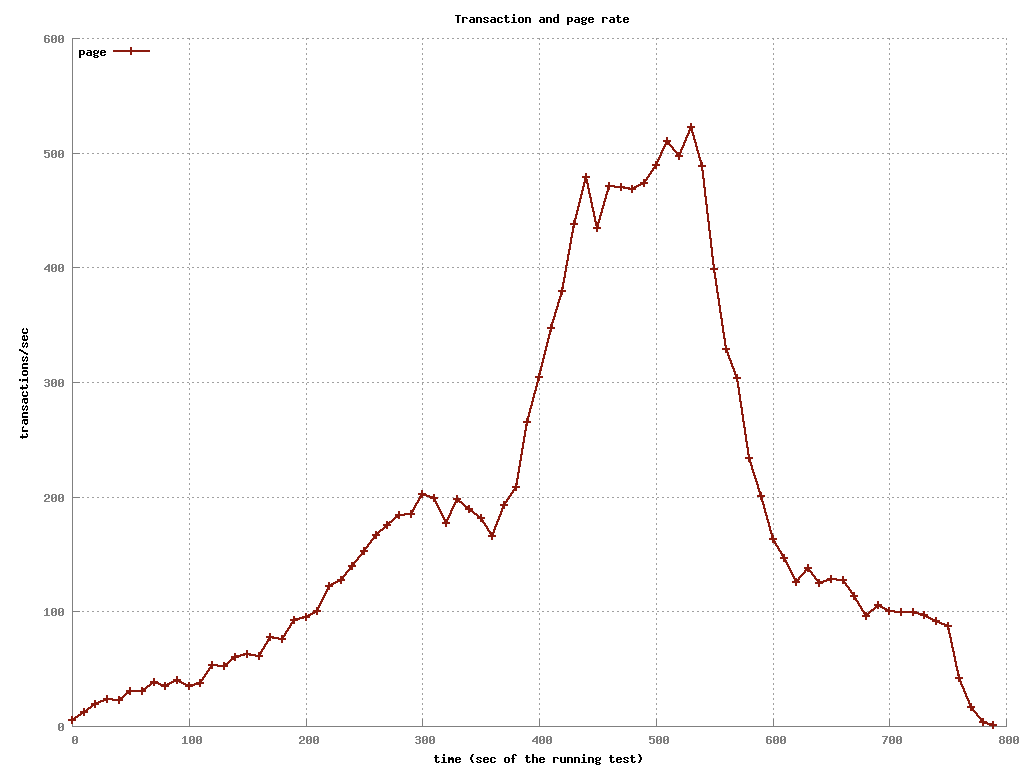 Transaction and page rate
600
page
500
400
300
200
100
0
transactions/sec
0 100 200 300 400 500 600 700 800
time (sec of the running test)